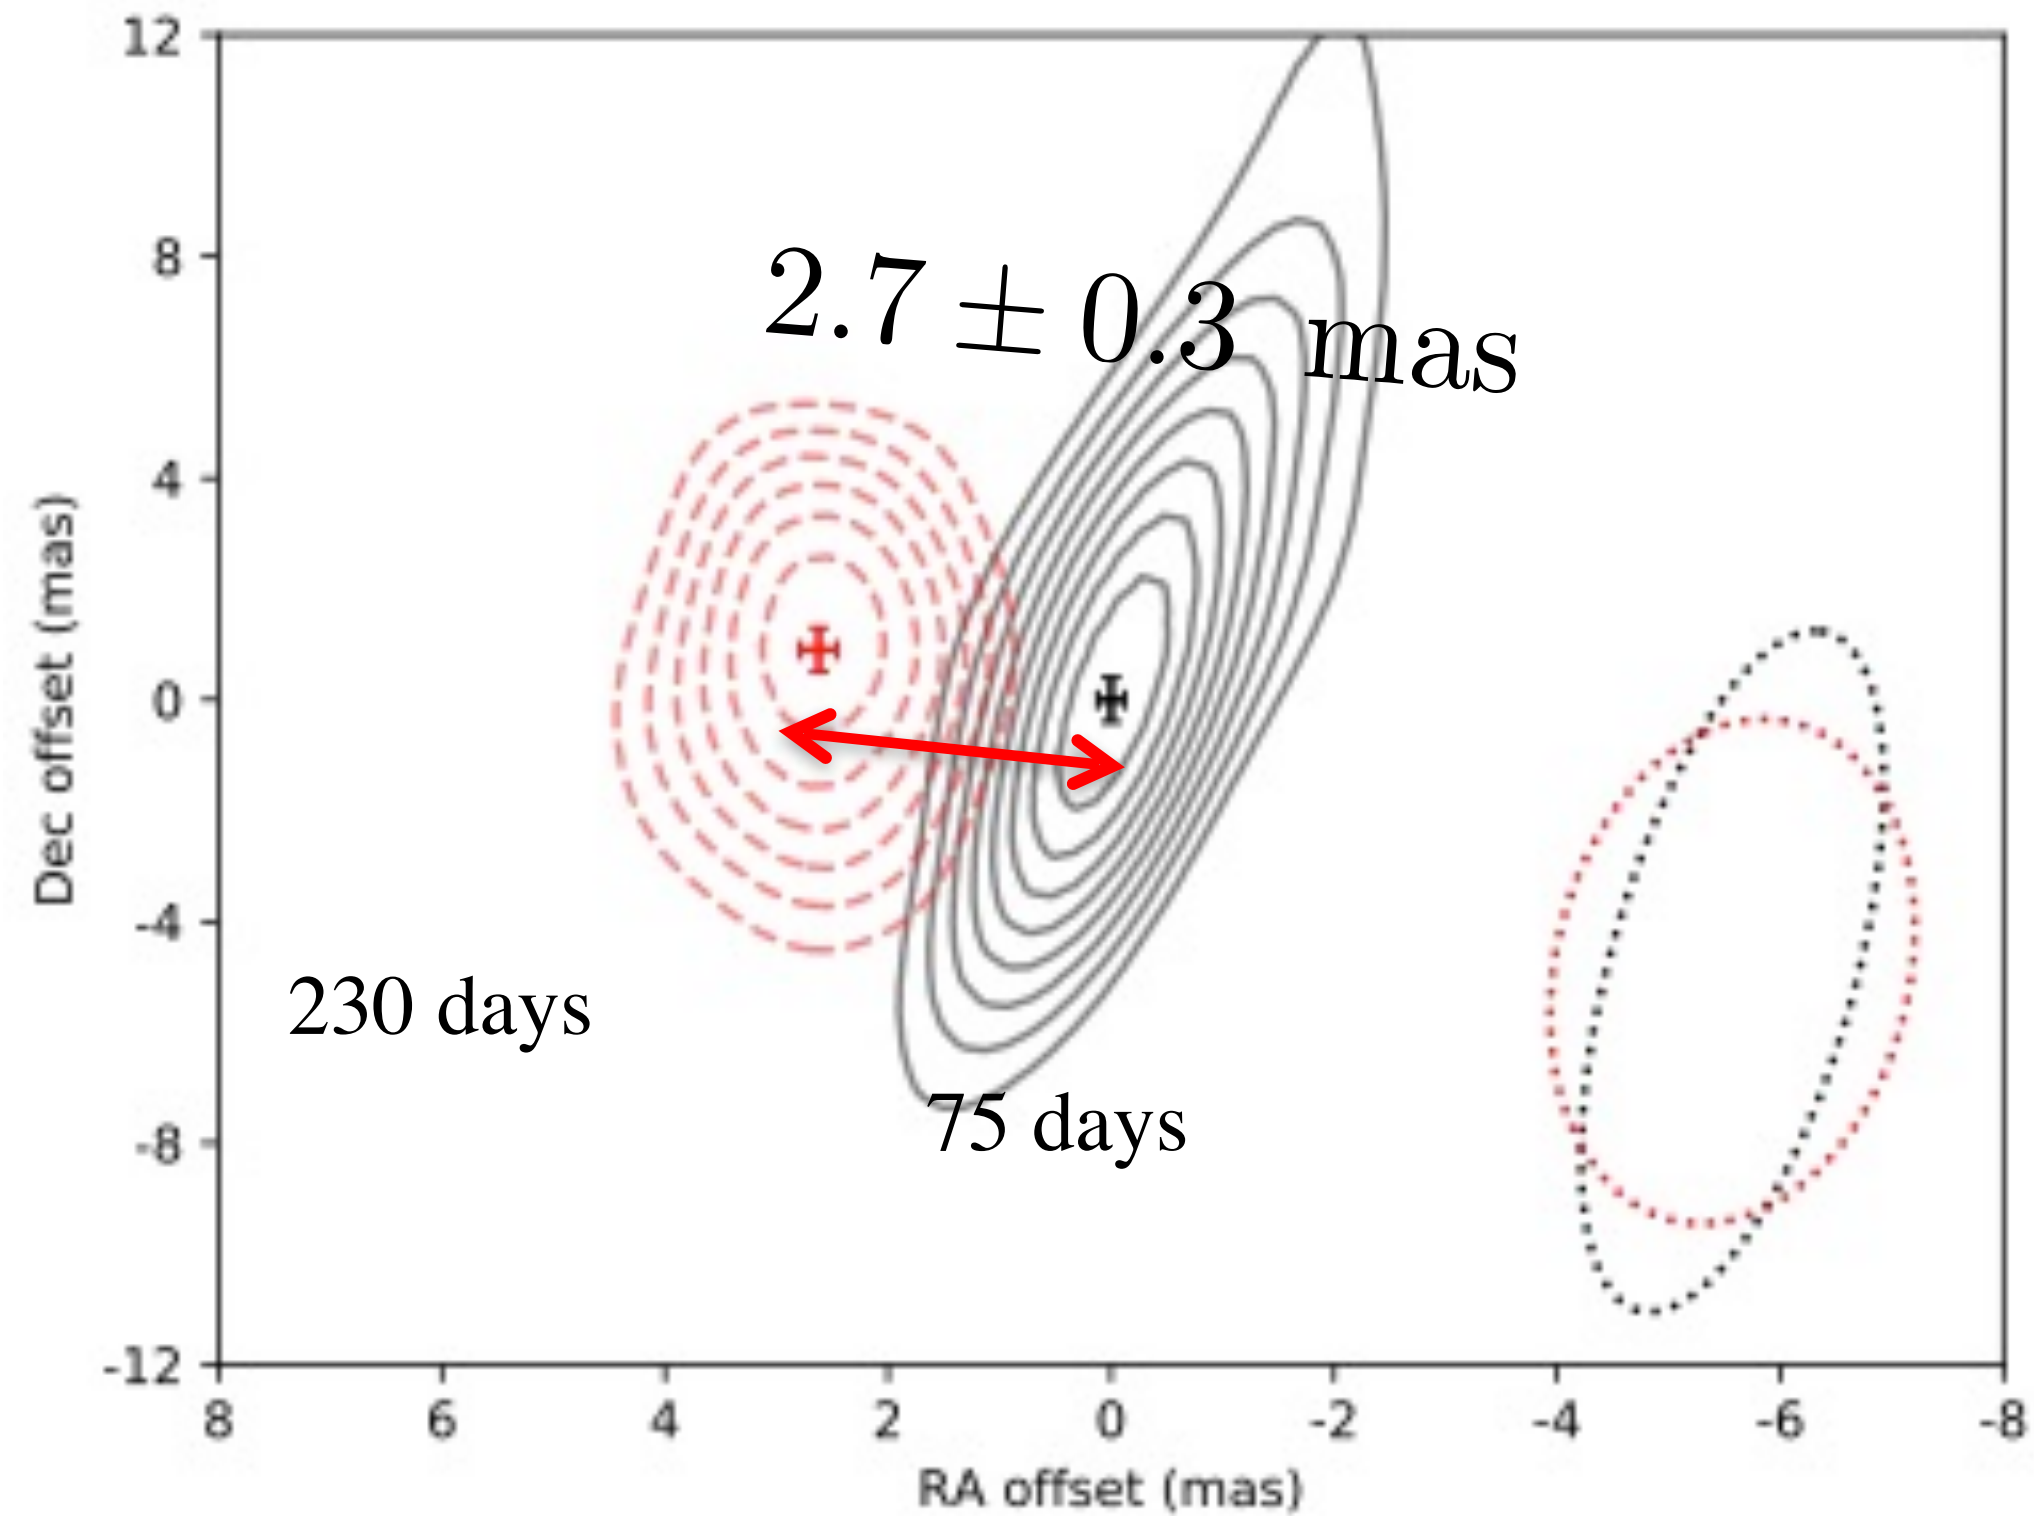 12
8
4
0
-4
-8
-12
Dec offset (mas)
2.7 ± 0.3 mas
230 days
75 days
8 6 4 2 0 -2 -4 -6 -8
RA offset (mas)